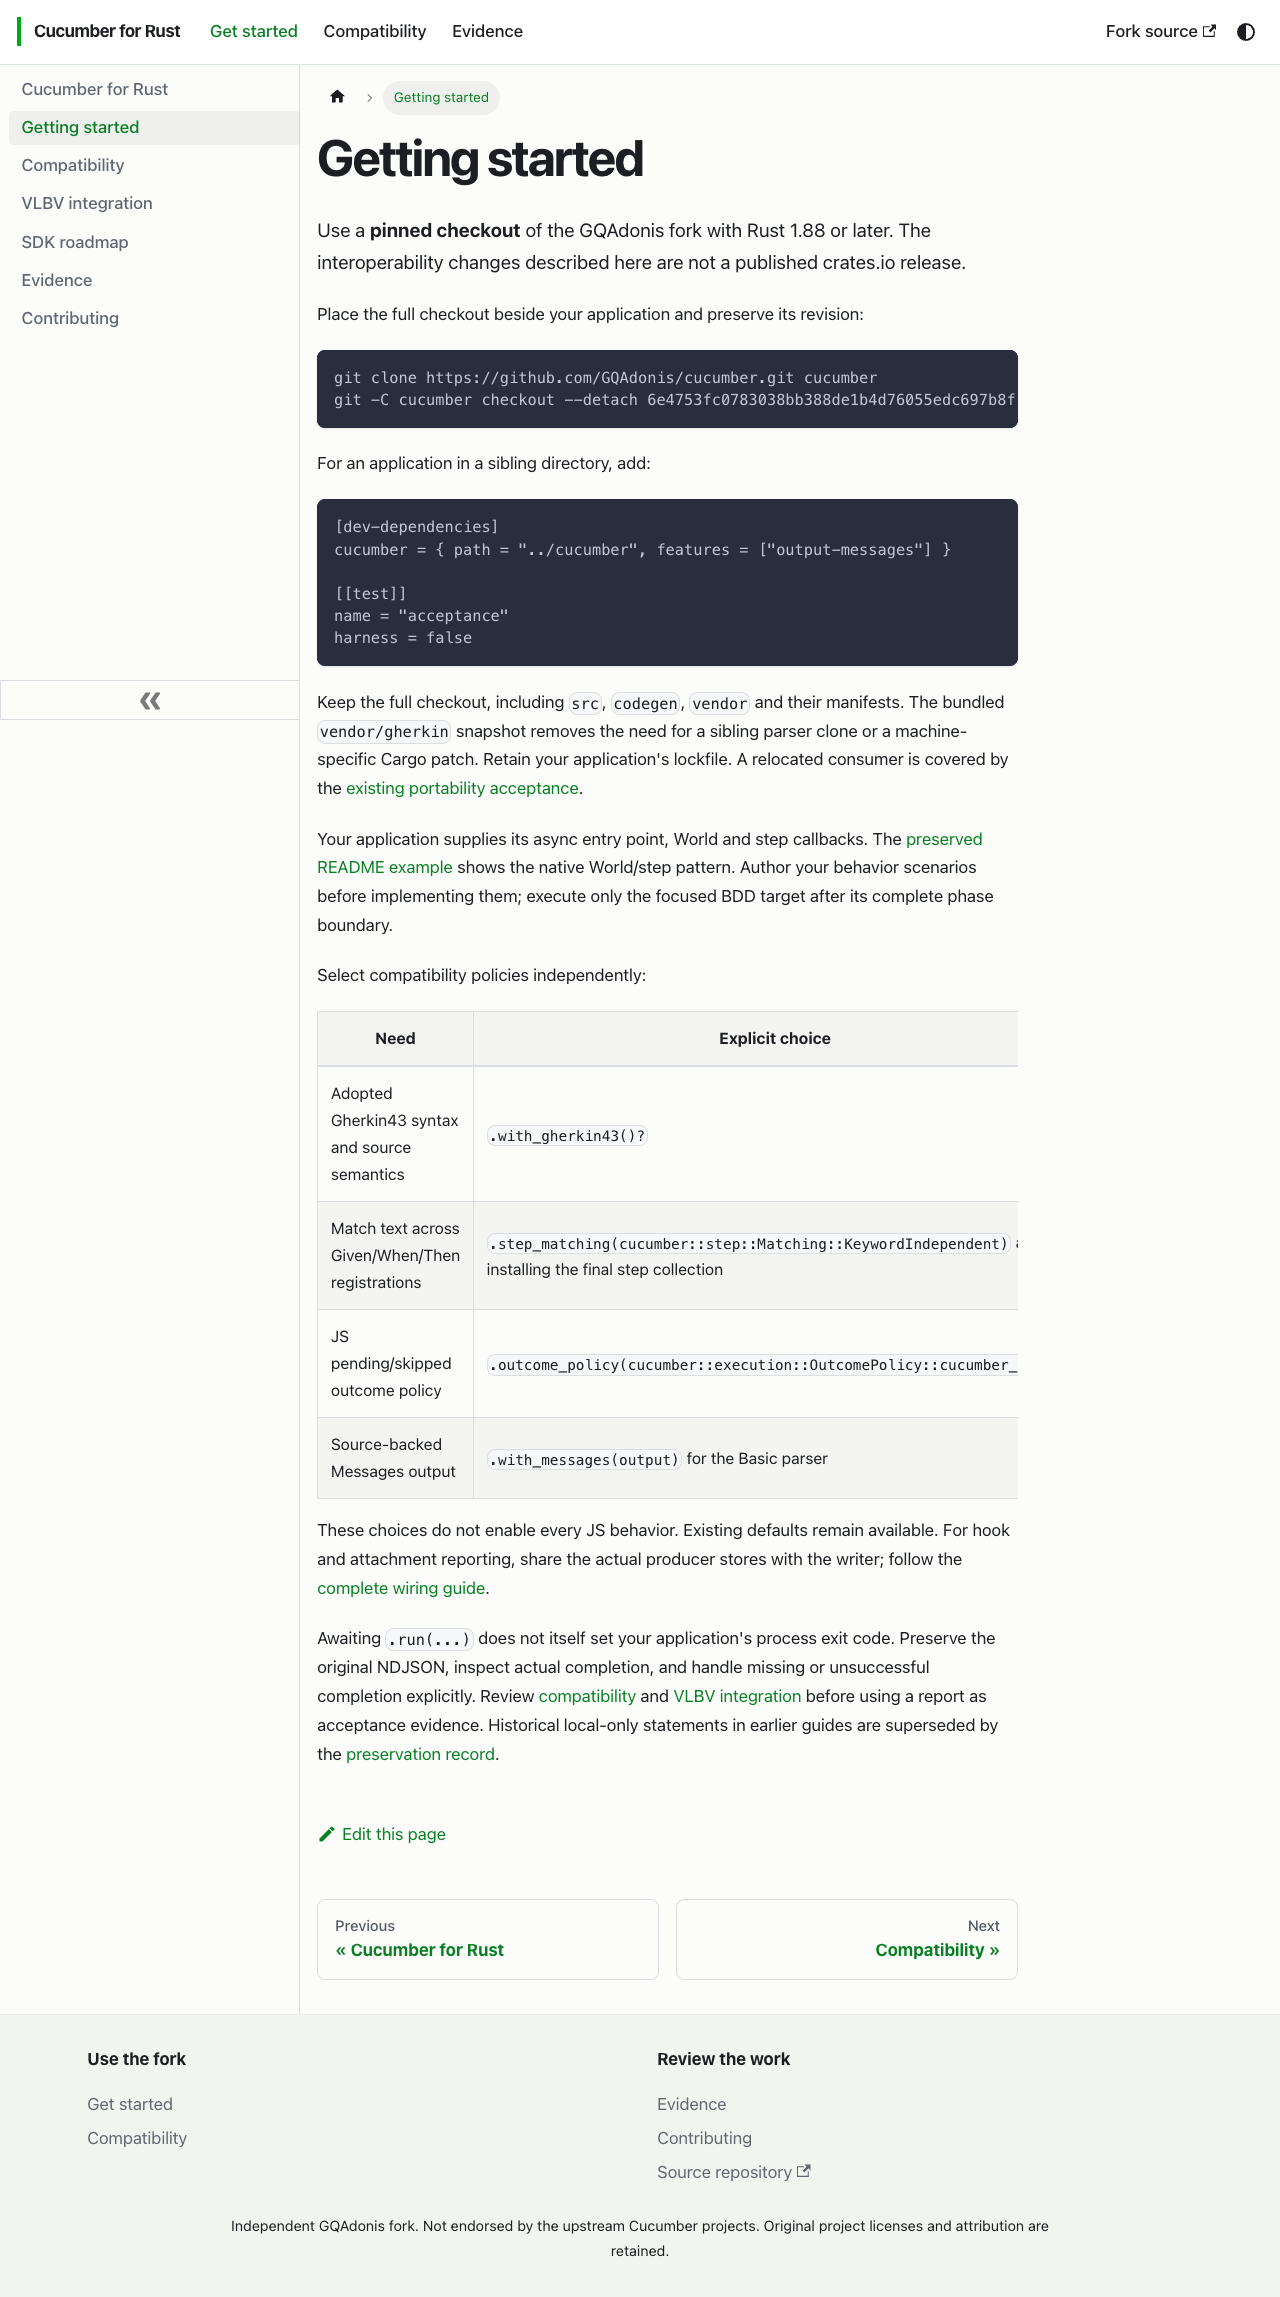 Cucumber for Rust
Get started
Compatibility
Evidence
Fork source
Cucumber for Rust
Getting started
Compatibility
VLBV integration
SDK roadmap
Evidence
Contributing
Getting started
Getting started
Use a pinned checkout of the GQAdonis fork with Rust 1.88 or later. The
interoperability changes described here are not a published crates.io release.
Place the full checkout beside your application and preserve its revision:
git clone https://github.com/GQAdonis/cucumber.git cucumber
git -C cucumber checkout --detach 6e4753fc0783038bb388de1b4d76055edc697b8f
For an application in a sibling directory, add:
[dev-dependencies]
cucumber = { path = "../cucumber", features = ["output-messages"] }
[[test]]
name = "acceptance"
harness = false
Keep the full checkout, including src, codegen, vendor and their manifests. The bundled
vendor/gherkin snapshot removes the need for a sibling parser clone or a machine-
specific Cargo patch. Retain your application's lockfile. A relocated consumer is covered by
the existing portability acceptance.
Your application supplies its async entry point, World and step callbacks. The preserved
README example shows the native World/step pattern. Author your behavior scenarios
before implementing them; execute only the focused BDD target after its complete phase
boundary.
Select compatibility policies independently:
Need
Explicit choice
Adopted
Gherkin43 syntax
and source
semantics
.with_gherkin43()?
Match text across
Given/When/Then
registrations
.step_matching(cucumber::step::Matching::KeywordIndependent)
installing the final step collection
JS
pending/skipped
outcome policy
.outcome_policy(cucumber::execution::OutcomePolicy::cucumber_
Source-backed
Messages output
.with_messages(output) for the Basic parser
These choices do not enable every JS behavior. Existing defaults remain available. For hook
and attachment reporting, share the actual producer stores with the writer; follow the
complete wiring guide.
Awaiting .run(...) does not itself set your application's process exit code. Preserve the
original NDJSON, inspect actual completion, and handle missing or unsuccessful
completion explicitly. Review compatibility and VLBV integration before using a report as
acceptance evidence. Historical local-only statements in earlier guides are superseded by
the preservation record.
Edit this page
Previous
« Cucumber for Rust
Next
Compatibility »
Use the fork
Get started
Compatibility
Review the work
Evidence
Contributing
Source repository
Independent GQAdonis fork. Not endorsed by the upstream Cucumber projects. Original project licenses and attribution are
retained.